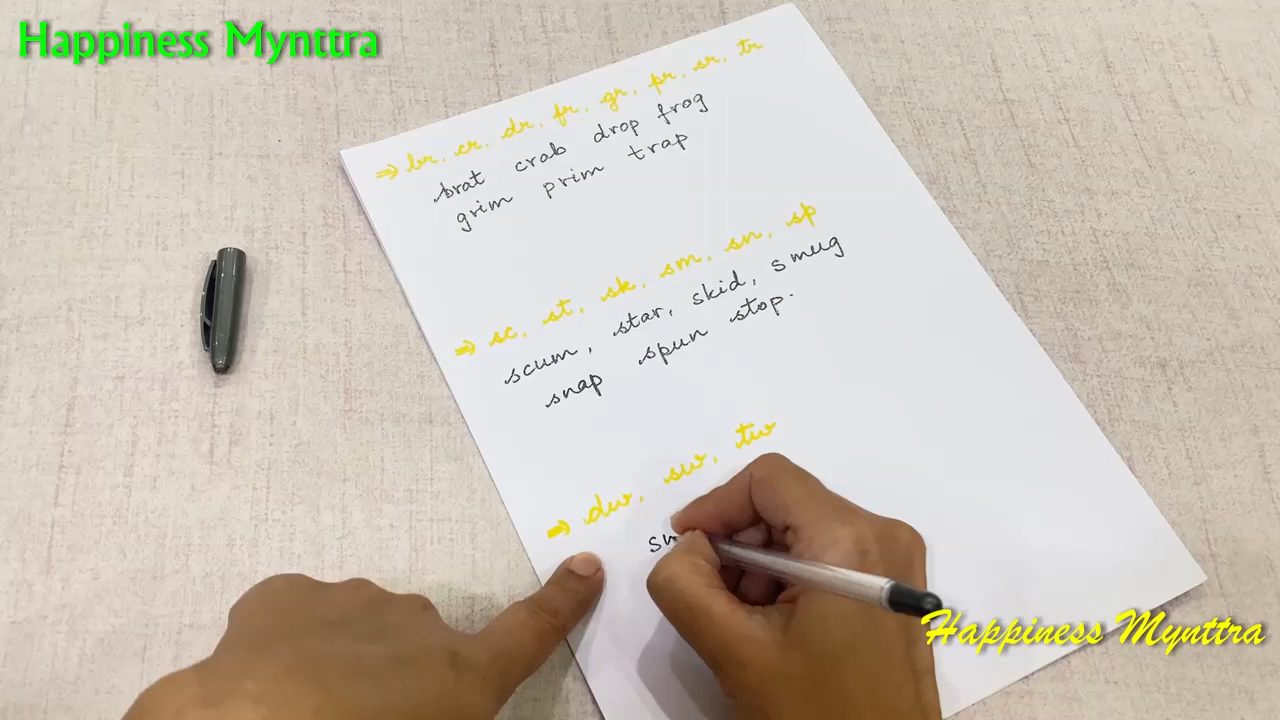 Happiness Mynttra
⇒ br, cr, dr, fr, gr, pr, sr, tr
brat crab drop frog
grim prim trap
⇒ sc, st, sk, sm, sn, sp
scum, star, skid, smug
snap spun stop.
⇒ dw, sw, tw
Happiness Mynttra